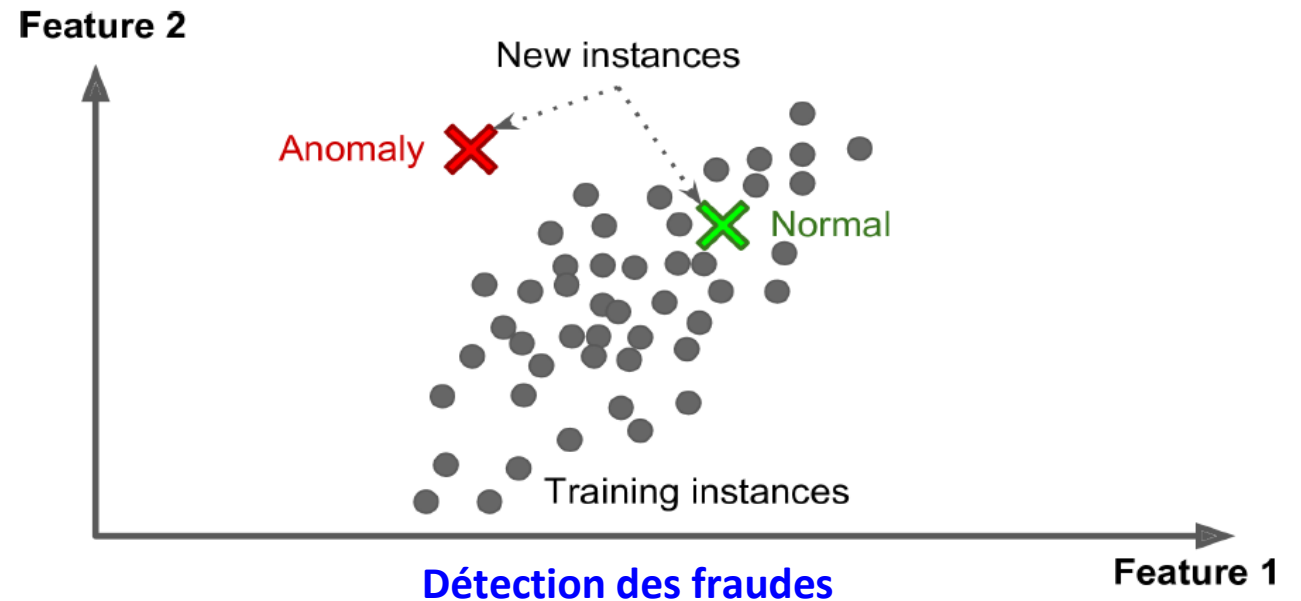 Feature 2
New instances
Anomaly
Normal
Training instances
Feature 1
Détection des fraudes